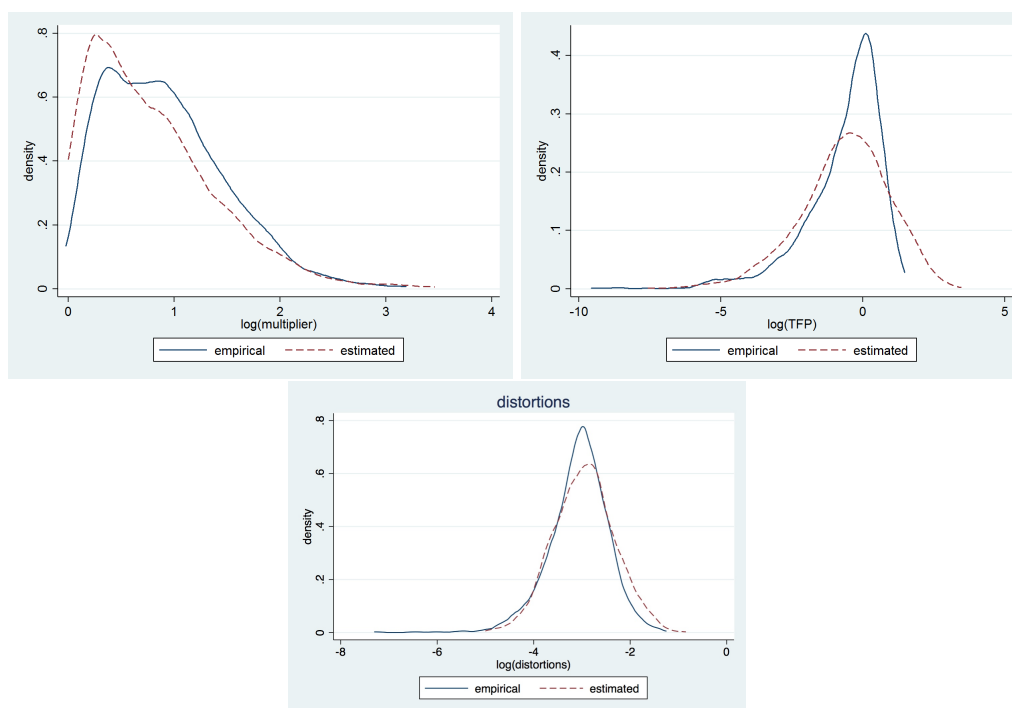 density
.8
.6
.4
.2
0
0 1 2 3 4
log(multiplier)
empirical estimated
density
.4
.3
.2
.1
0
-10 -5 0 5
log(TFP)
empirical estimated
distortions
density
.8
.6
.4
.2
0
-8 -6 -4 -2 0
log(distortions)
empirical estimated